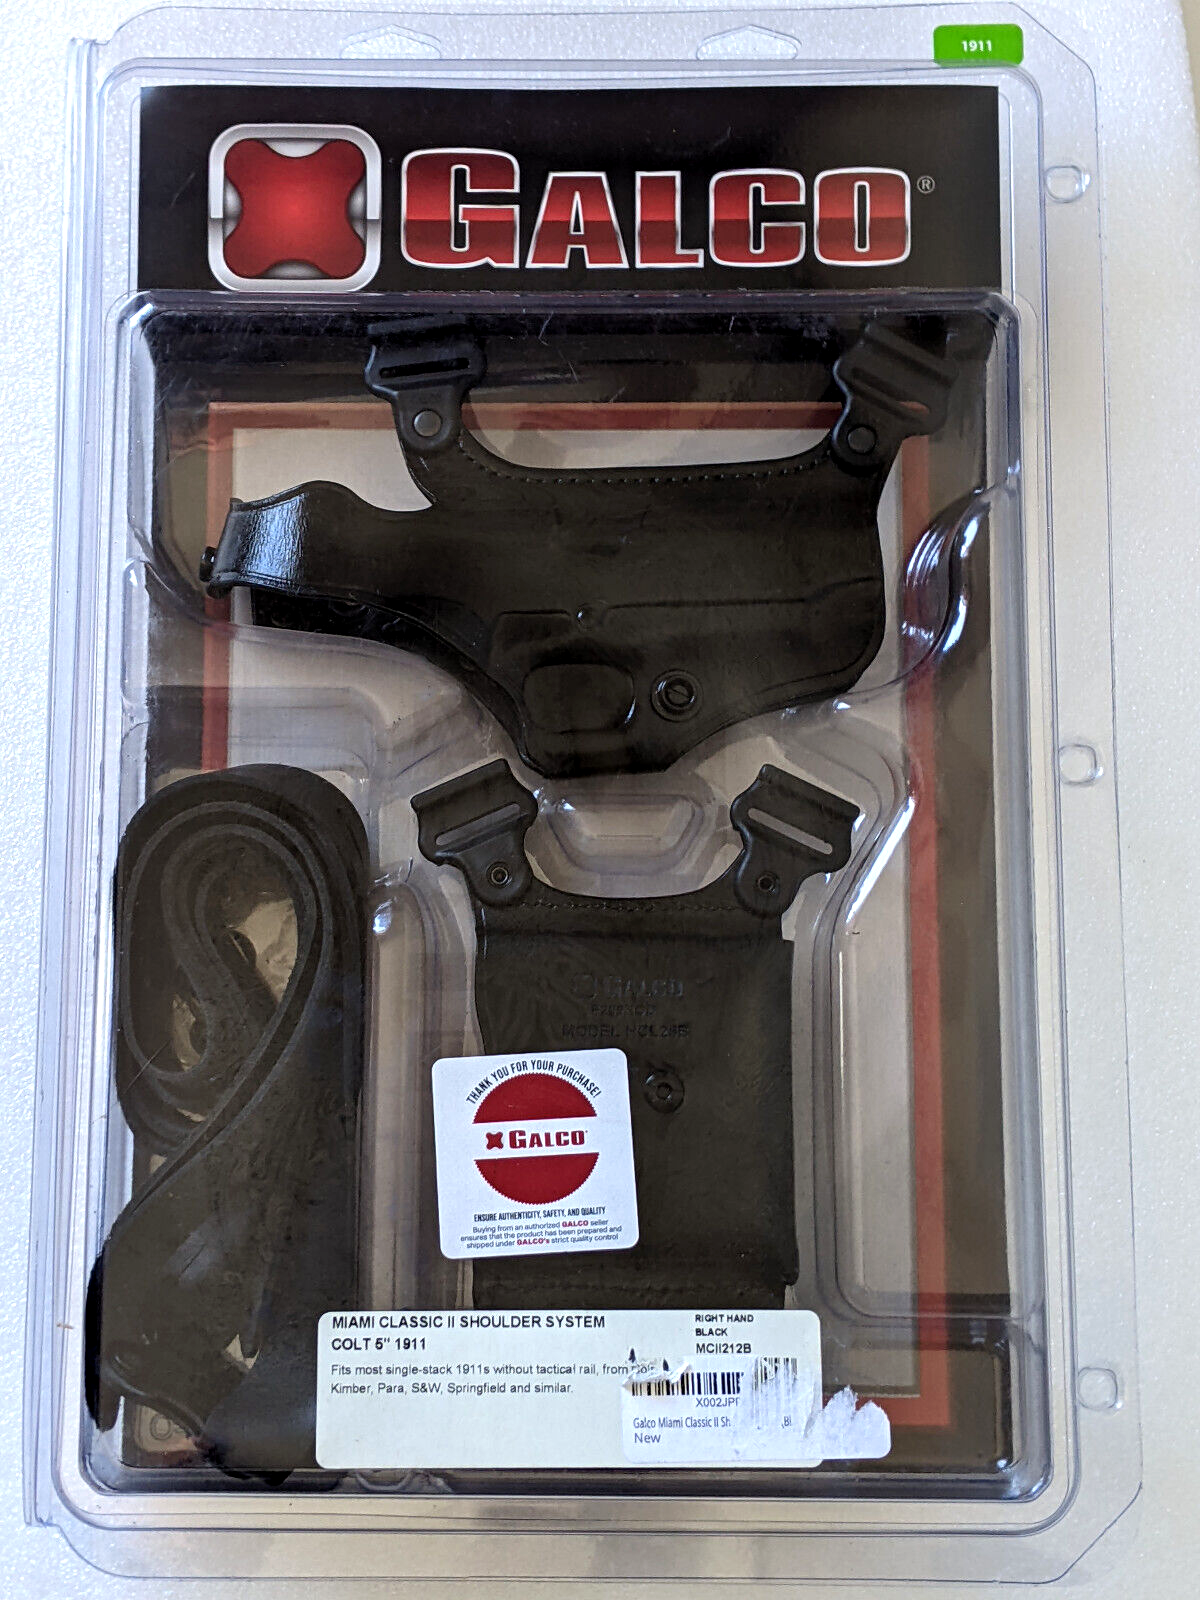 1911
GALCO®
GALCO
MODEL
THANK YOU FOR YOUR PURCHASE!
GALCO
ENSURE AUTHENTICITY, SAFETY, AND QUALITY
Buying from an authorized GALCO seller
ensures that the product has been prepared and
shipped under GALCO's strict quality control
MIAMI CLASSIC II SHOULDER SYSTEM
COLT 5" 1911
Fits most single-stack 1911s without tactical rail, from
Kimber, Para, S&W, Springfield and similar.
RIGHT HAND
BLACK
MCII212B
Galco Miami Classic II
New